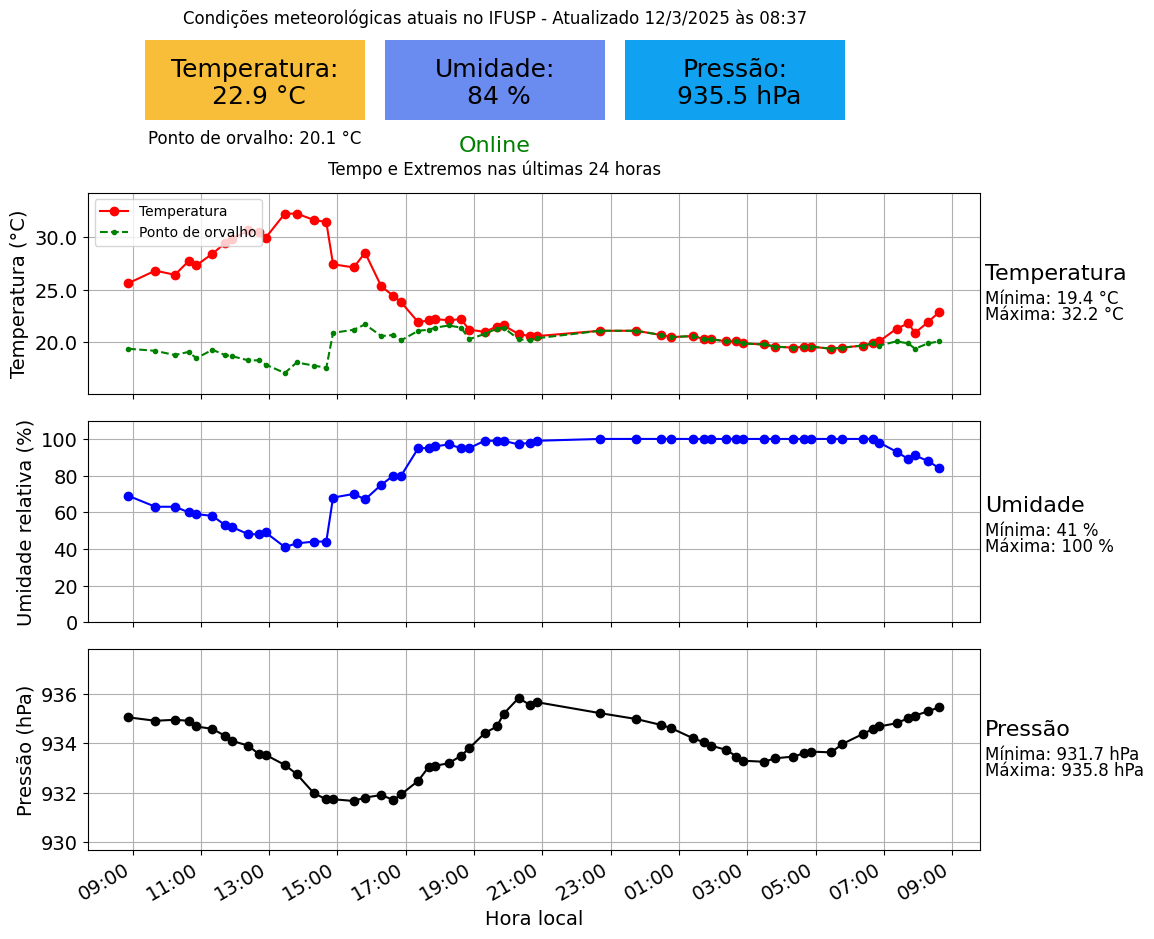 Condições meteorológicas atuais no IFUSP - Atualizado 12/3/2025 às 08:37
Temperatura:
22.9 °C
Umidade:
84 %
Pressão:
935.5 hPa
Ponto de orvalho: 20.1 °C
Online
Tempo e Extremos nas últimas 24 horas
Temperatura (°C)
30.0
25.0
20.0
Temperatura
Ponto de orvalho
Temperatura
Mínima: 19.4 °C
Máxima: 32.2 °C
Umidade relativa (%)
100
80
60
40
20
0
Umidade
Mínima: 41 %
Máxima: 100 %
Pressão (hPa)
936
934
932
930
Pressão
Mínima: 931.7 hPa
Máxima: 935.8 hPa
09:00 11:00 13:00 15:00 17:00 19:00 21:00 23:00 01:00 03:00 05:00 07:00 09:00
Hora local